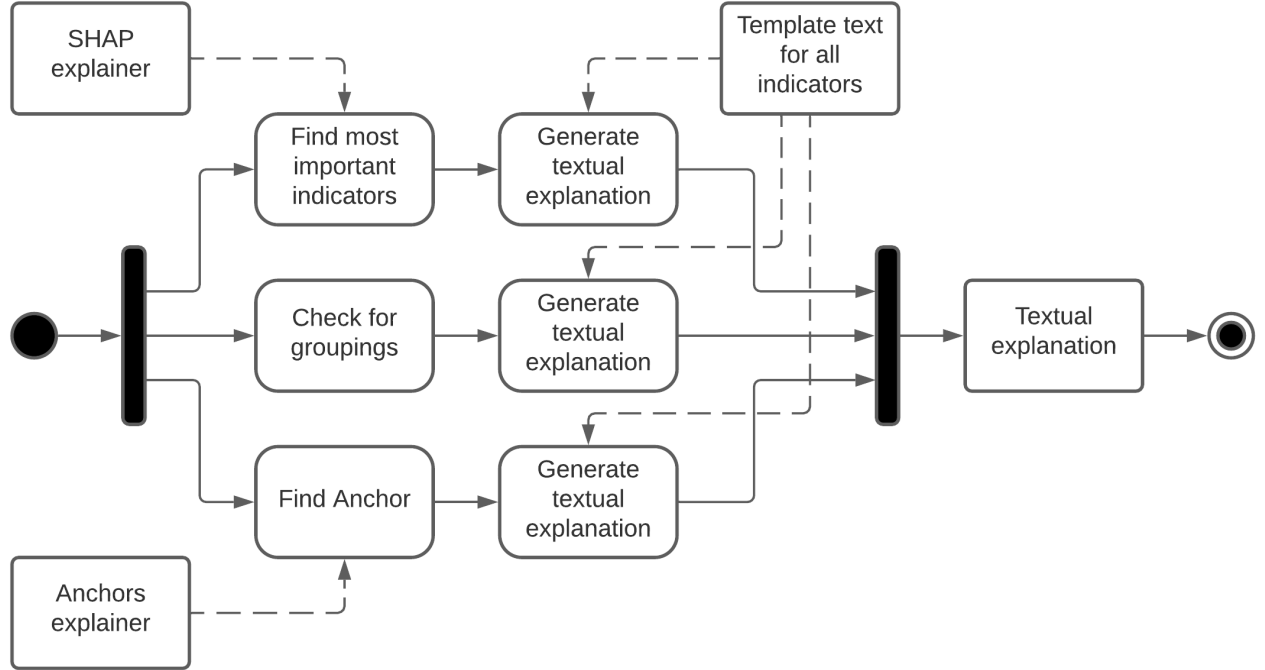 SHAP
explainer
Template text
for all
indicators
Find most
important
indicators
Generate
textual
explanation
Check for
groupings
Generate
textual
explanation
Textual
explanation
Find Anchor
Generate
textual
explanation
Anchors
explainer